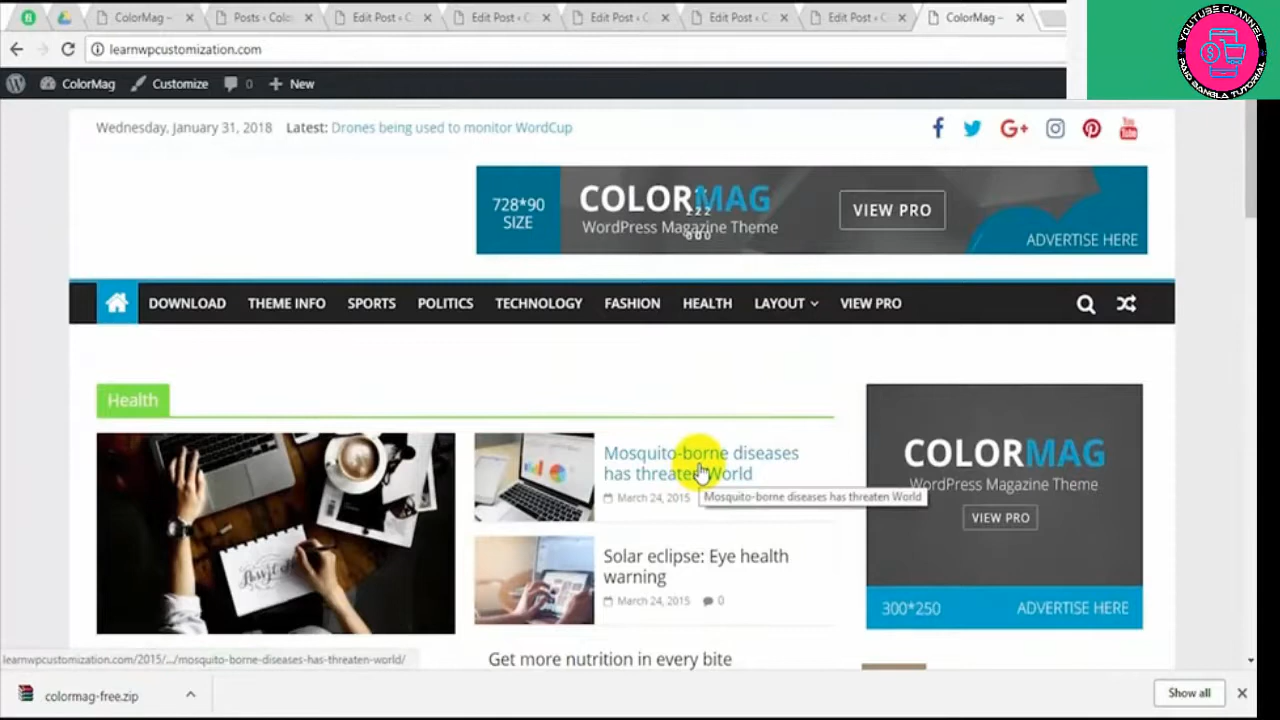 ColorMag –
Posts ‹ Colo
Edit Post ‹ C
Edit Post ‹ C
Edit Post ‹ C
Edit Post ‹ C
Edit Post ‹ C
ColorMag –
learnwpcustomization.com
YOUTUBE CHANNEL
PAID BANGLA TUTORIAL
ColorMag Customize 0 New
Wednesday, January 31, 2018 Latest: Drones being used to monitor WordCup
728*90
SIZE
COLORMAG
WordPress Magazine Theme
VIEW PRO
ADVERTISE HERE
DOWNLOAD THEME INFO SPORTS POLITICS TECHNOLOGY FASHION HEALTH LAYOUT VIEW PRO
Health
Mosquito-borne diseases
has threaten World
March 24, 2015
Mosquito-borne diseases has threaten World
Solar eclipse: Eye health
warning
March 24, 2015 0
Get more nutrition in every bite
COLORMAG
WordPress Magazine Theme
VIEW PRO
300*250 ADVERTISE HERE
learnwpcustomization.com/2015/.../mosquito-borne-diseases-has-threaten-world/
colormag-free.zip
Show all